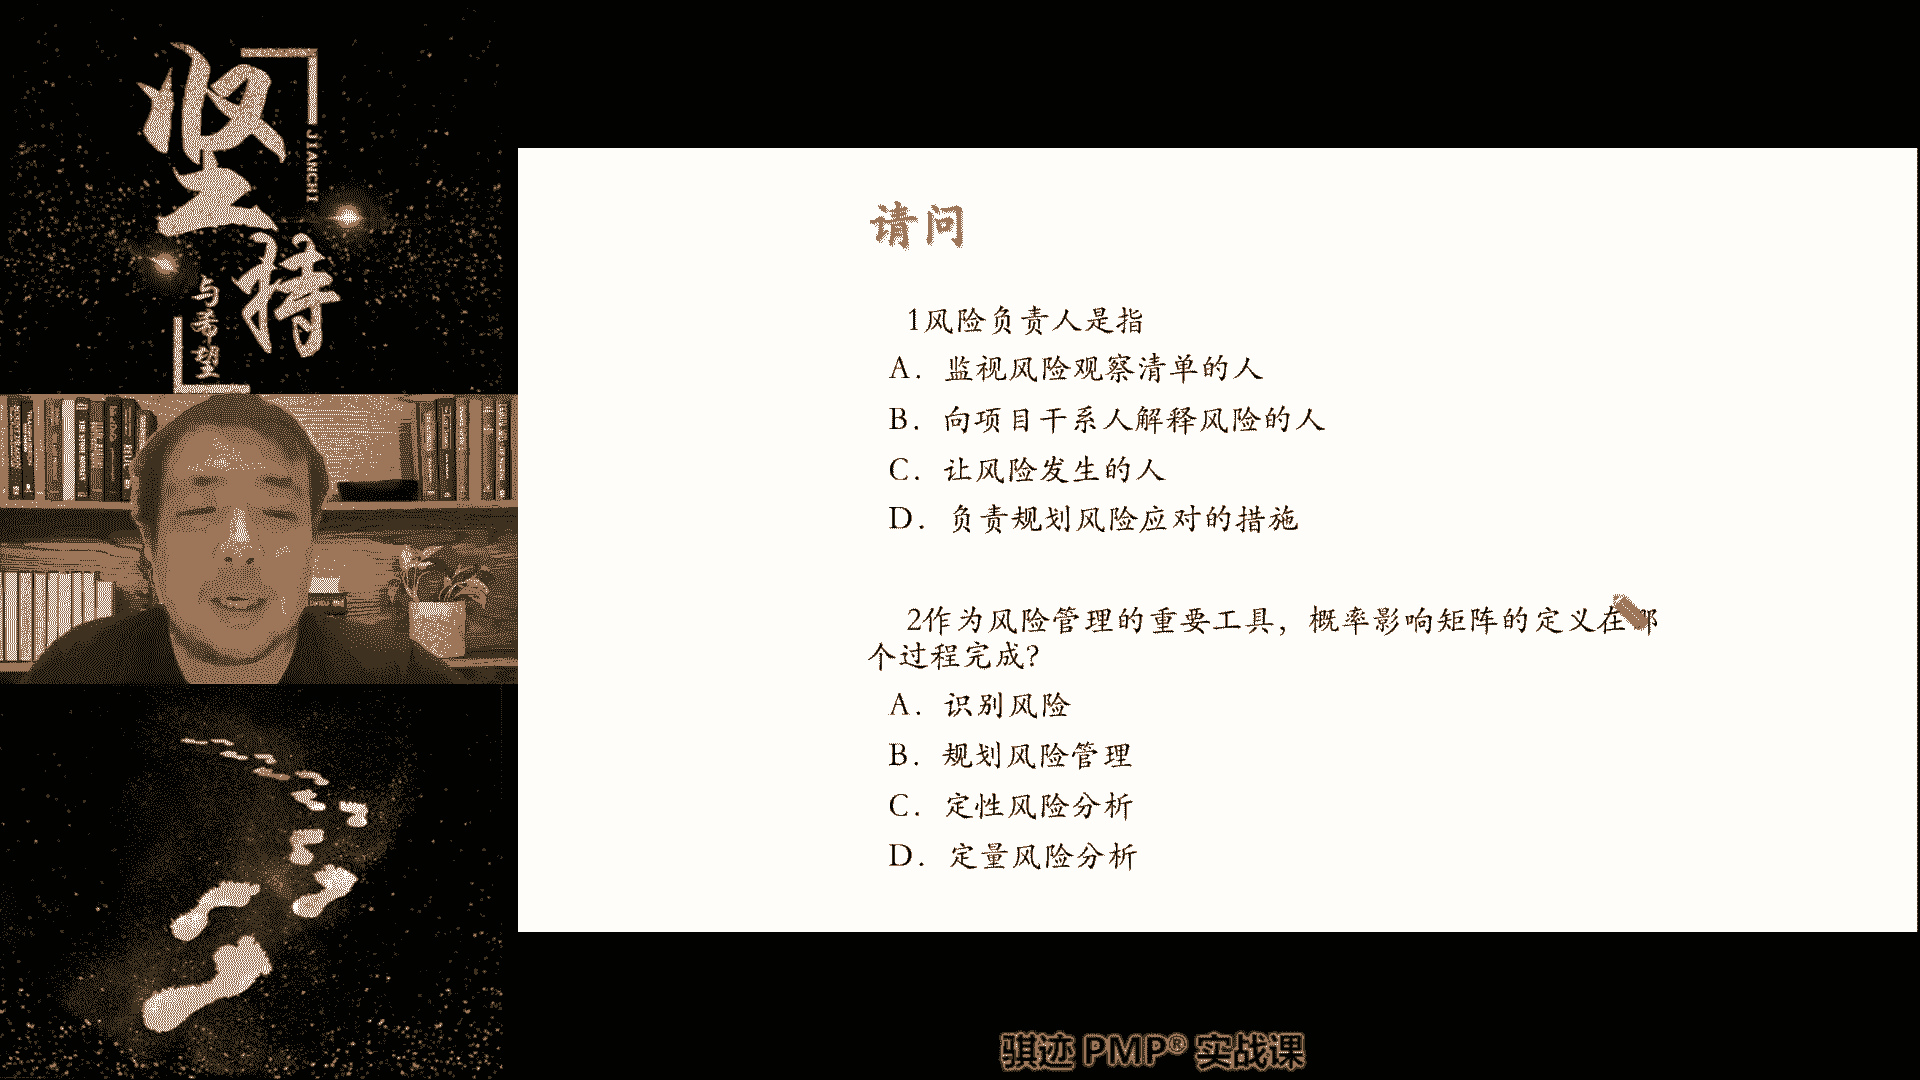 坚持
JIANCHI
与希望
请问
1风险负责人是指
A. 监视风险观察清单的人
B. 向项目干系人解释风险的人
C. 让风险发生的人
D. 负责规划风险应对的措施
2作为风险管理的重要工具，概率影响矩阵的定义在哪
个过程完成?
A. 识别风险
B. 规划风险管理
C. 定性风险分析
D. 定量风险分析
骐迹 PMP® 实战课